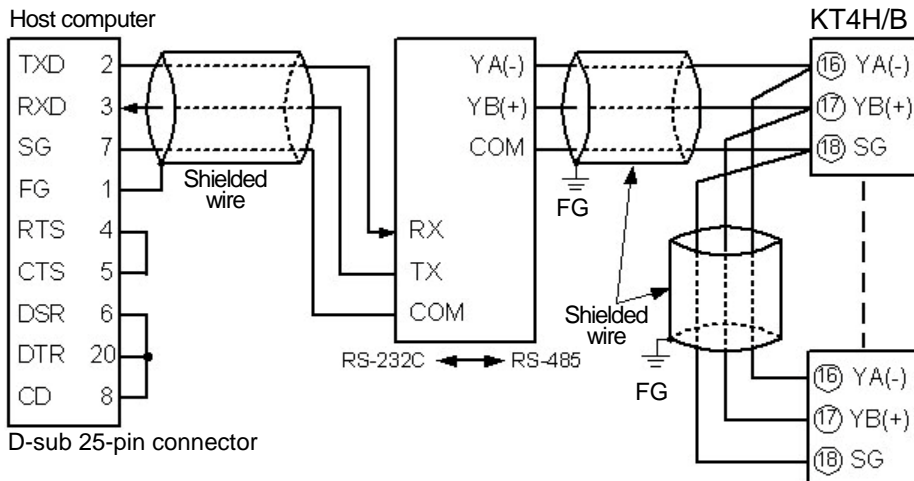 Host computer
TXD 2
RXD 3
SG 7
FG 1
RTS 4
CTS 5
DSR 6
DTR 20
CD 8
D-sub 25-pin connector
Shielded
wire
YA(-)
YB(+)
COM
RX
TX
COM
RS-232C RS-485
FG
Shielded
wire
FG
KT4H/B
16 YA(-)
17 YB(+)
18 SG
16 YA(-)
17 YB(+)
18 SG